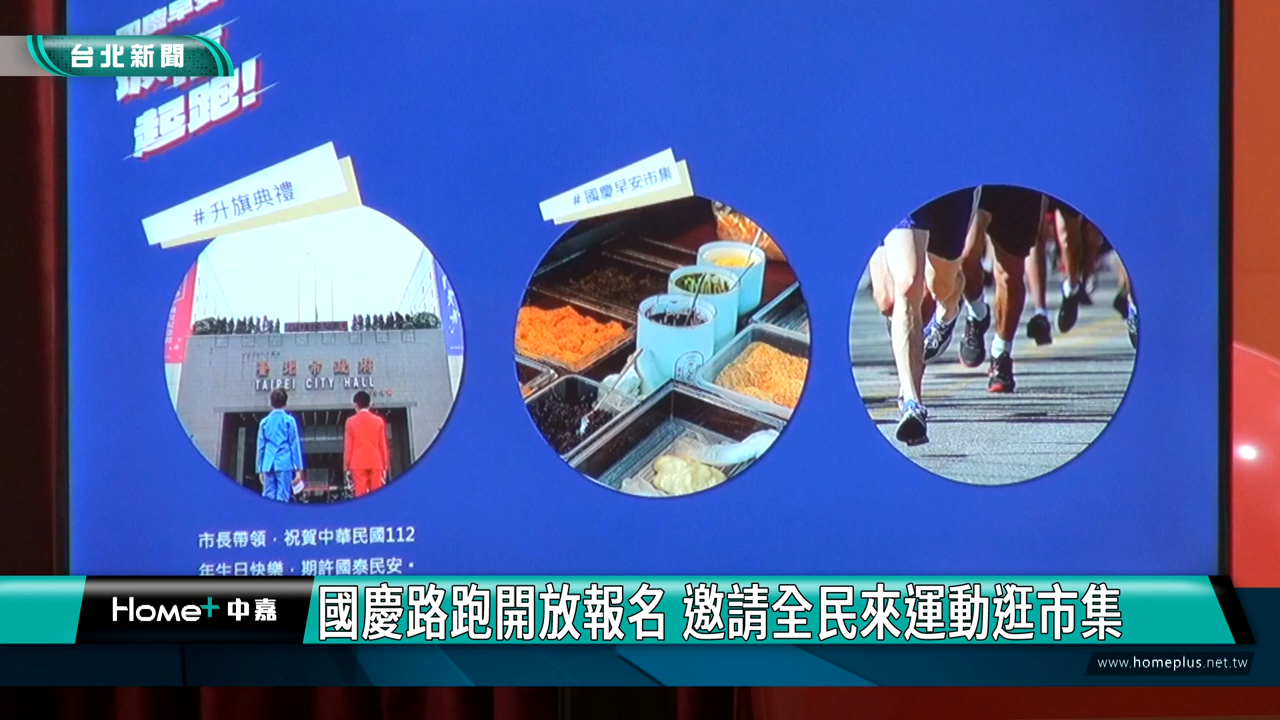 台北新聞
起跑!
#升旗典禮
#國慶早安市集
臺北市政府
TAIPEI CITY HALL
市長帶領，祝賀中華民國112
年生日快樂，期許國泰民安。
Home+ 中嘉
國慶路跑開放報名 邀請全民來運動逛市集
www.homeplus.net.tw